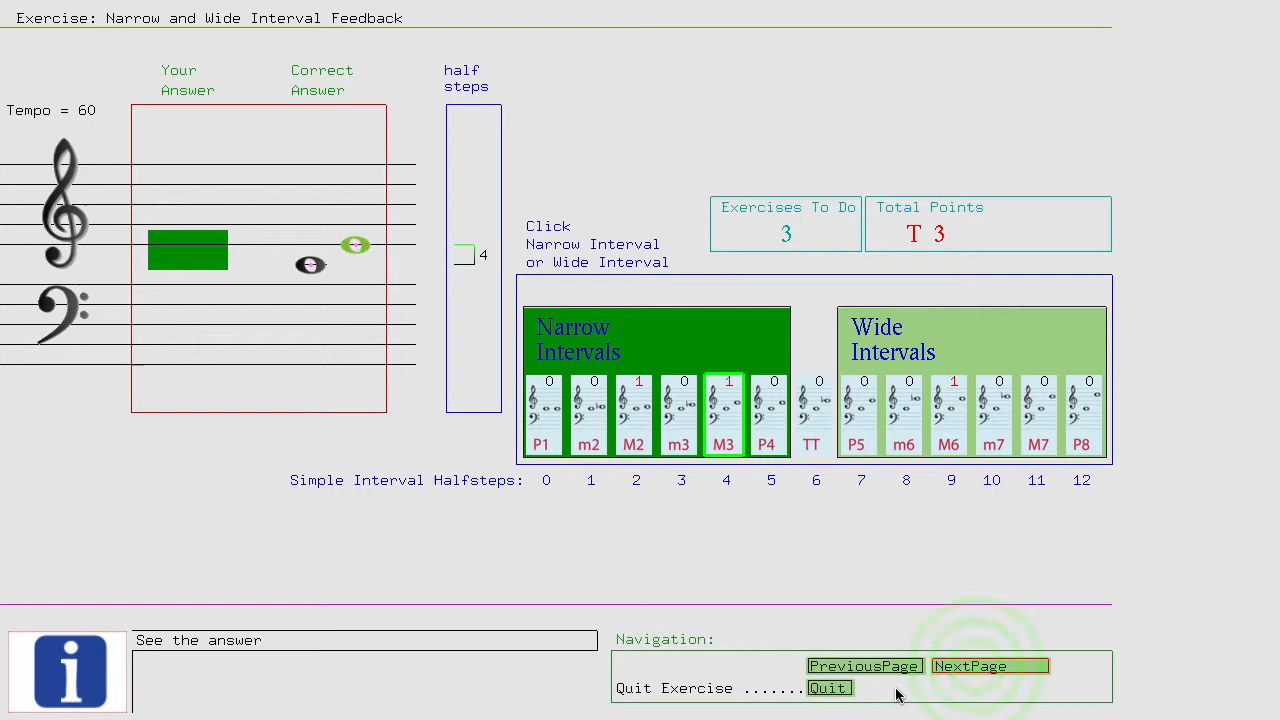 Exercise: Narrow and Wide Interval Feedback
Your Answer
Correct Answer
half steps
Tempo = 60
4
Click
Narrow Interval
or Wide Interval
Exercises To Do
3
Total Points
T 3
Narrow
Intervals
Wide
Intervals
0 0 1 0 1 0 0 0 0 1 0 0 0
P1 m2 M2 m3 M3 P4 TT P5 m6 M6 m7 M7 P8
Simple Interval Halfsteps: 0 1 2 3 4 5 6 7 8 9 10 11 12
i
See the answer
Navigation:
PreviousPage NextPage
Quit Exercise ....... Quit